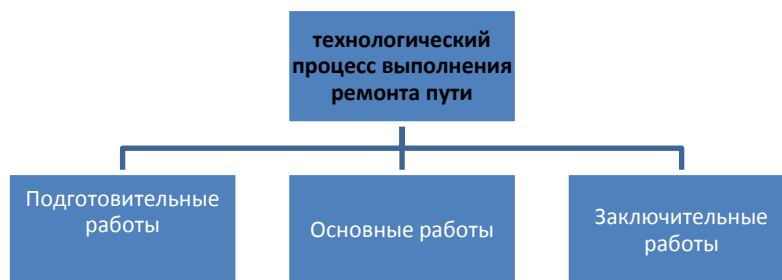 технологический
процесс выполнения
ремонта пути
Подготовительные
работы
Основные работы
Заключительные
работы